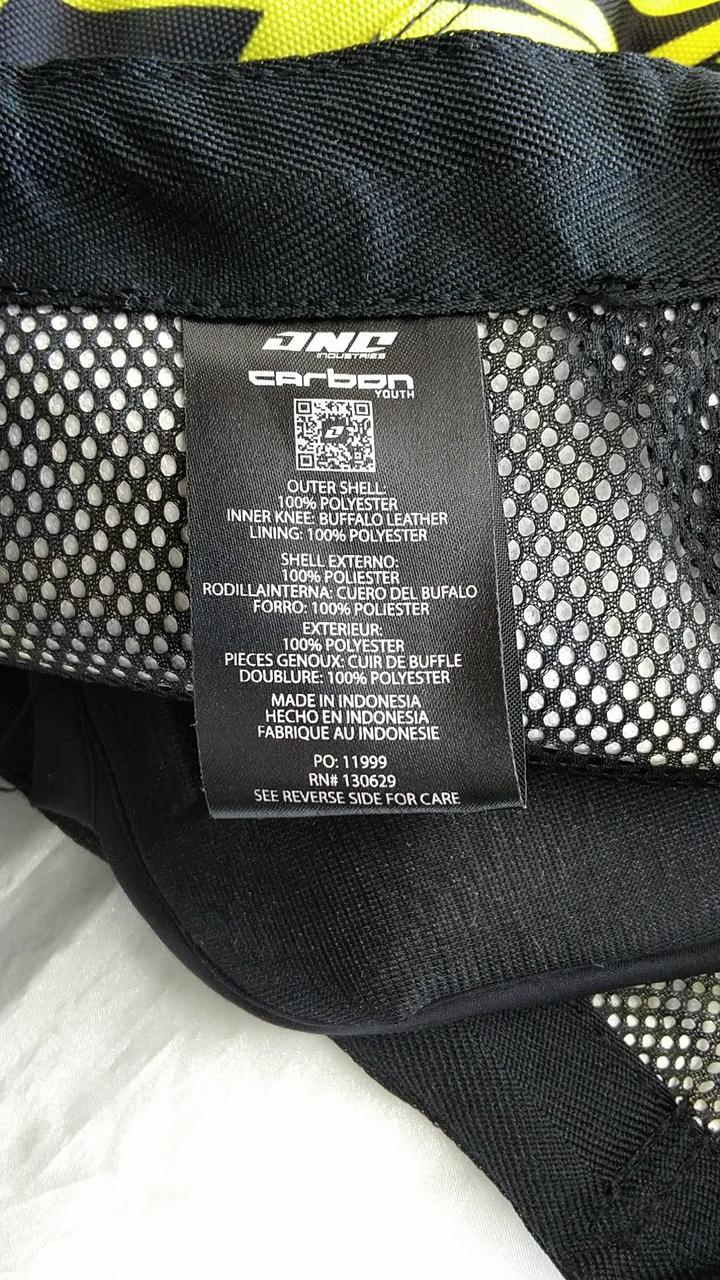 ONE
INDUSTRIES
carbon
YOUTH
OUTER SHELL:
100% POLYESTER
INNER KNEE: BUFFALO LEATHER
LINING: 100% POLYESTER
SHELL EXTERNO:
100% POLIESTER
RODILLAINTERNA: CUERO DEL BUFALO
FORRO: 100% POLIESTER
EXTERIEUR:
100% POLYESTER
PIECES GENOUX: CUIR DE BUFFLE
DOUBLURE: 100% POLYESTER
MADE IN INDONESIA
HECHO EN INDONESIA
FABRIQUE AU INDONESIE
PO: 11999
RN# 130629
SEE REVERSE SIDE FOR CARE